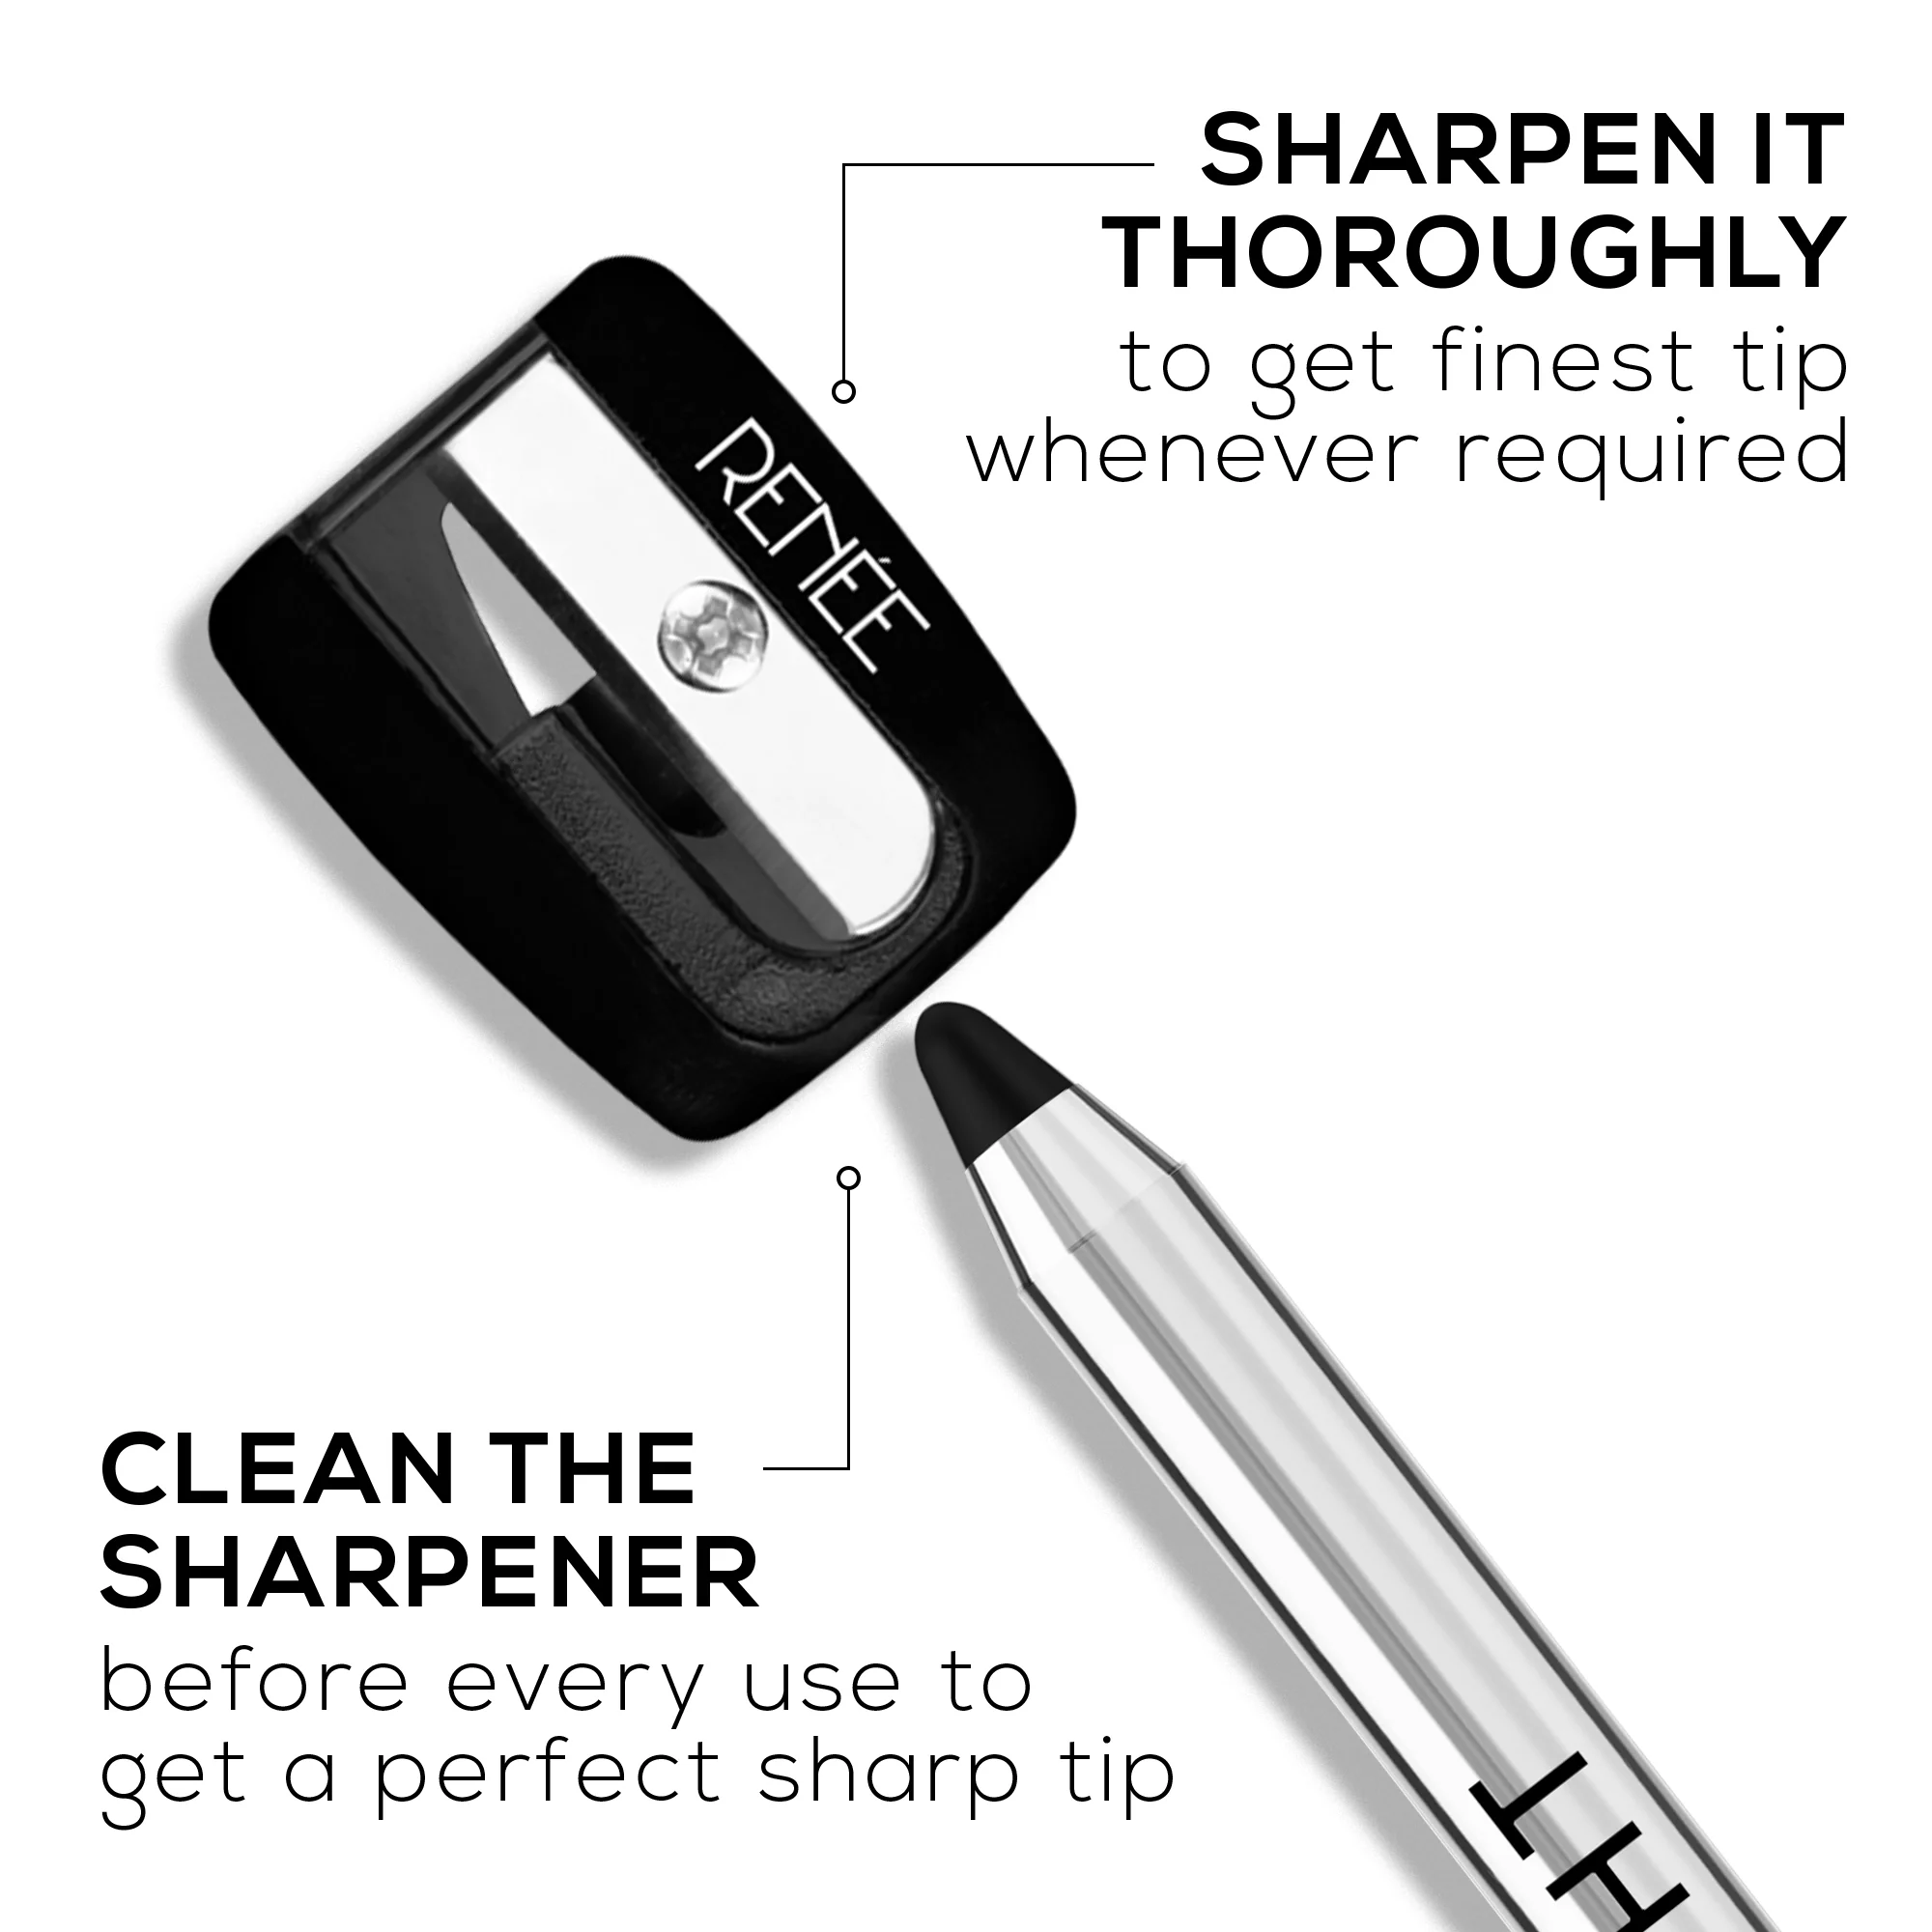 SHARPEN IT
THOROUGHLY
to get finest tip
whenever required
RENÉE
CLEAN THE
SHARPENER
before every use to
get a perfect sharp tip
TH